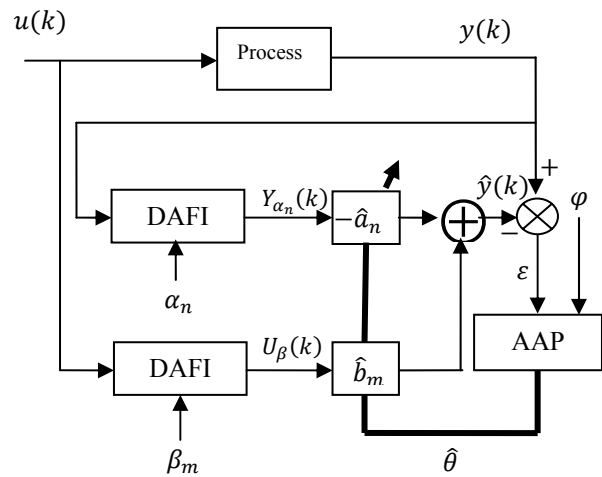 u(k)
Process
y(k)
+
DAFI
Y_{α_n}(k)
−â_n
ŷ(k)
−
φ
α_n
ε
DAFI
U_β(k)
b̂_m
AAP
β_m
θ̂